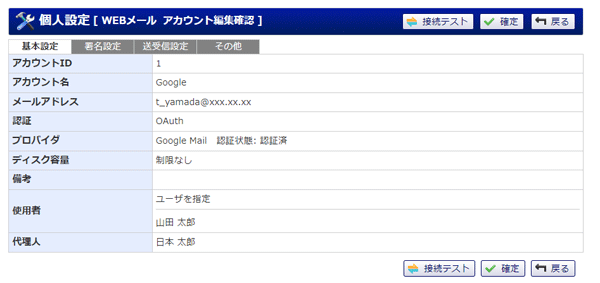 個人設定 [ WEBメール アカウント編集確認 ] 接続テスト 確定 戻る
基本設定 署名設定 送受信設定 その他
アカウントID 1
アカウント名 Google
メールアドレス t_yamada@xxx.xx.xx
認証 OAuth
プロバイダ Google Mail 認証状態: 認証済
ディスク容量 制限なし
備考
使用者 ユーザを指定
山田 太郎
代理人 日本 太郎
接続テスト 確定 戻る